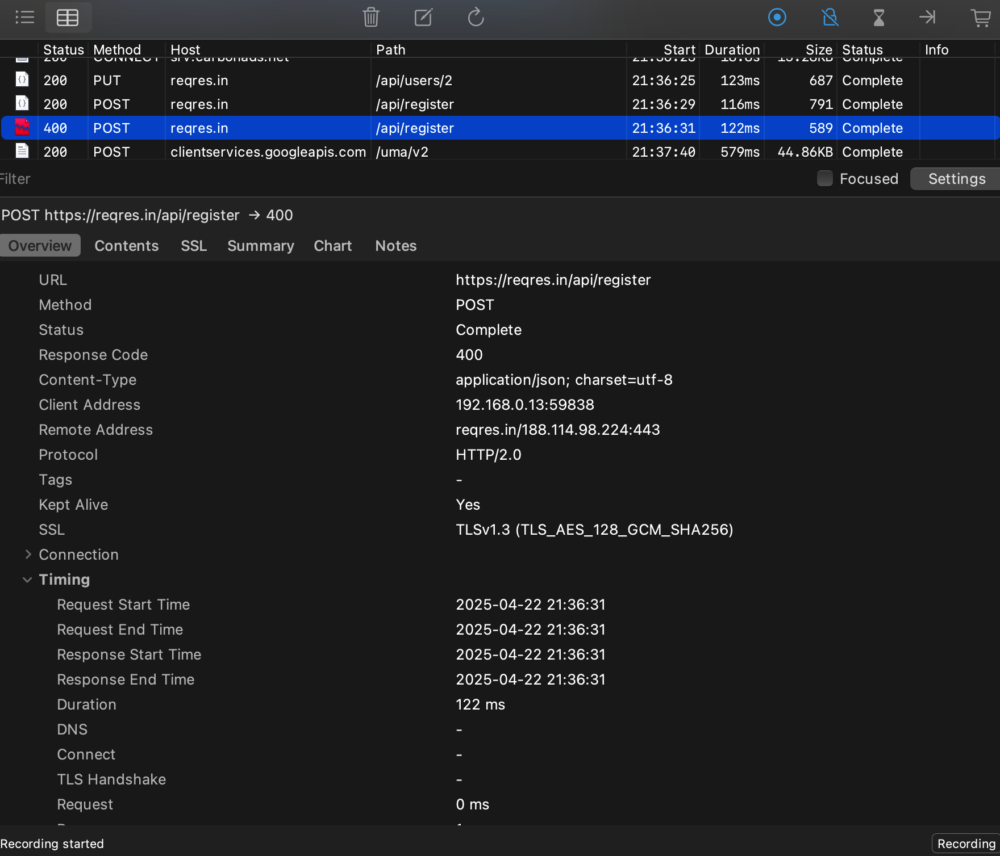 Status Method Host Path Start Duration Size Status Info
200 CONNECT srv.carbonads.net 21:36:25 Complete
200 PUT reqres.in /api/users/2 21:36:25 123ms 687 Complete
200 POST reqres.in /api/register 21:36:29 116ms 791 Complete
400 POST reqres.in /api/register 21:36:31 122ms 589 Complete
200 POST clientservices.googleapis.com /uma/v2 21:37:40 579ms 44.86KB Complete
Filter Focused Settings
POST https://reqres.in/api/register → 400
Overview Contents SSL Summary Chart Notes
URL https://reqres.in/api/register
Method POST
Status Complete
Response Code 400
Content-Type application/json; charset=utf-8
Client Address 192.168.0.13:59838
Remote Address reqres.in/188.114.98.224:443
Protocol HTTP/2.0
Tags -
Kept Alive Yes
SSL TLSv1.3 (TLS_AES_128_GCM_SHA256)
Connection
Timing
Request Start Time 2025-04-22 21:36:31
Request End Time 2025-04-22 21:36:31
Response Start Time 2025-04-22 21:36:31
Response End Time 2025-04-22 21:36:31
Duration 122 ms
DNS -
Connect -
TLS Handshake -
Request 0 ms
Recording started Recording